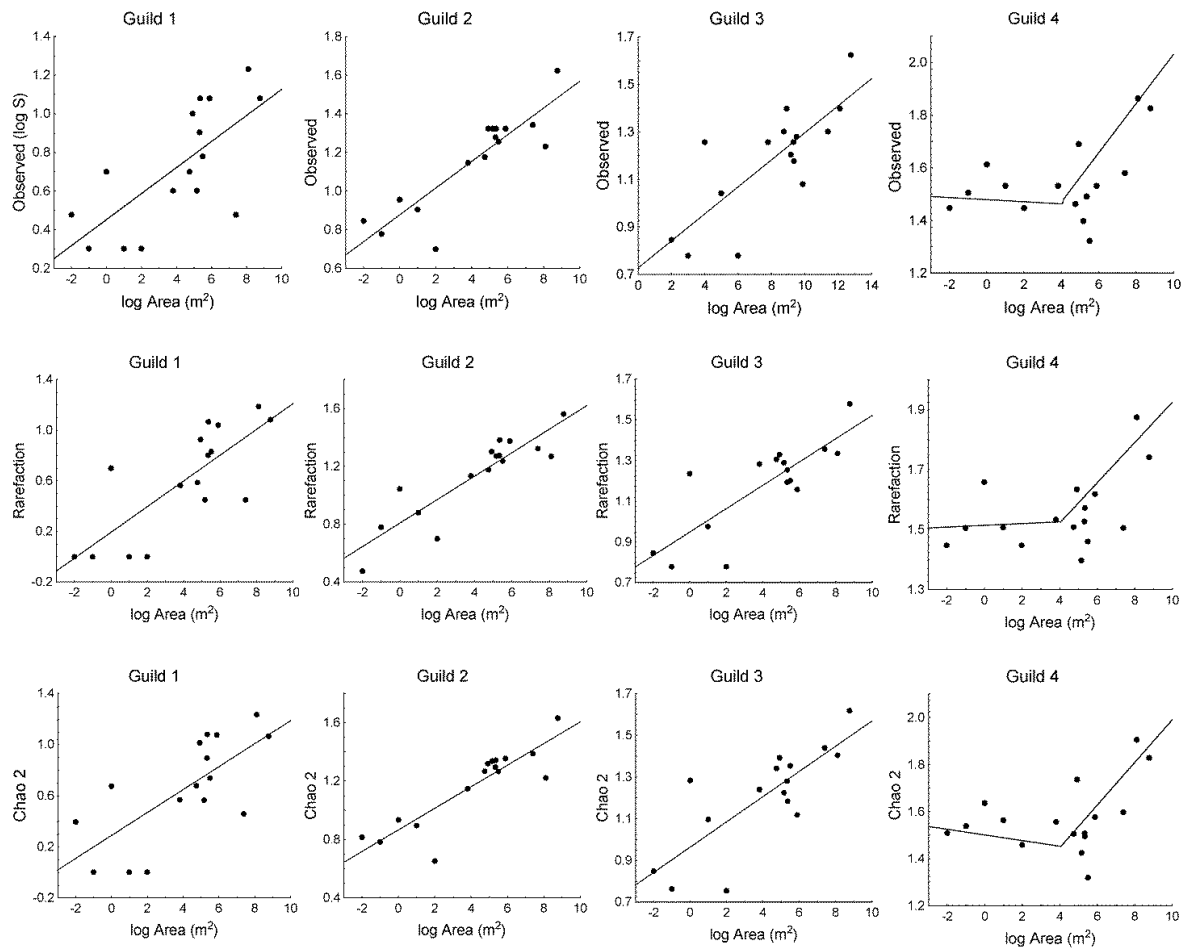 Guild 1
Guild 2
Guild 3
Guild 4
Observed (log S)
1.4
1.2
1.0
0.8
0.6
0.4
0.2
-2 0 2 4 6 8 10
log Area (m²)
Observed
1.8
1.6
1.4
1.2
1.0
0.8
0.6
-2 0 2 4 6 8 10
log Area (m²)
Observed
1.7
1.5
1.3
1.1
0.9
0.7
0 2 4 6 8 10 12 14
log Area (m²)
Observed
2.0
1.8
1.6
1.4
1.2
-2 0 2 4 6 8 10
log Area (m²)
Guild 1
Guild 2
Guild 3
Guild 4
Rarefaction
1.4
1.0
0.6
0.2
-0.2
-2 0 2 4 6 8 10
log Area (m²)
Rarefaction
1.6
1.2
0.8
0.4
-2 0 2 4 6 8 10
log Area (m²)
Rarefaction
1.7
1.5
1.3
1.1
0.9
0.7
-2 0 2 4 6 8 10
log Area (m²)
Rarefaction
1.9
1.7
1.5
1.3
-2 0 2 4 6 8 10
log Area (m²)
Guild 1
Guild 2
Guild 3
Guild 4
Chao 2
1.4
1.0
0.6
0.2
-0.2
-2 0 2 4 6 8 10
log Area (m²)
Chao 2
1.6
1.2
0.8
0.4
-2 0 2 4 6 8 10
log Area (m²)
Chao 2
1.7
1.5
1.3
1.1
0.9
0.7
-2 0 2 4 6 8 10
log Area (m²)
Chao 2
2.0
1.8
1.6
1.4
1.2
-2 0 2 4 6 8 10
log Area (m²)